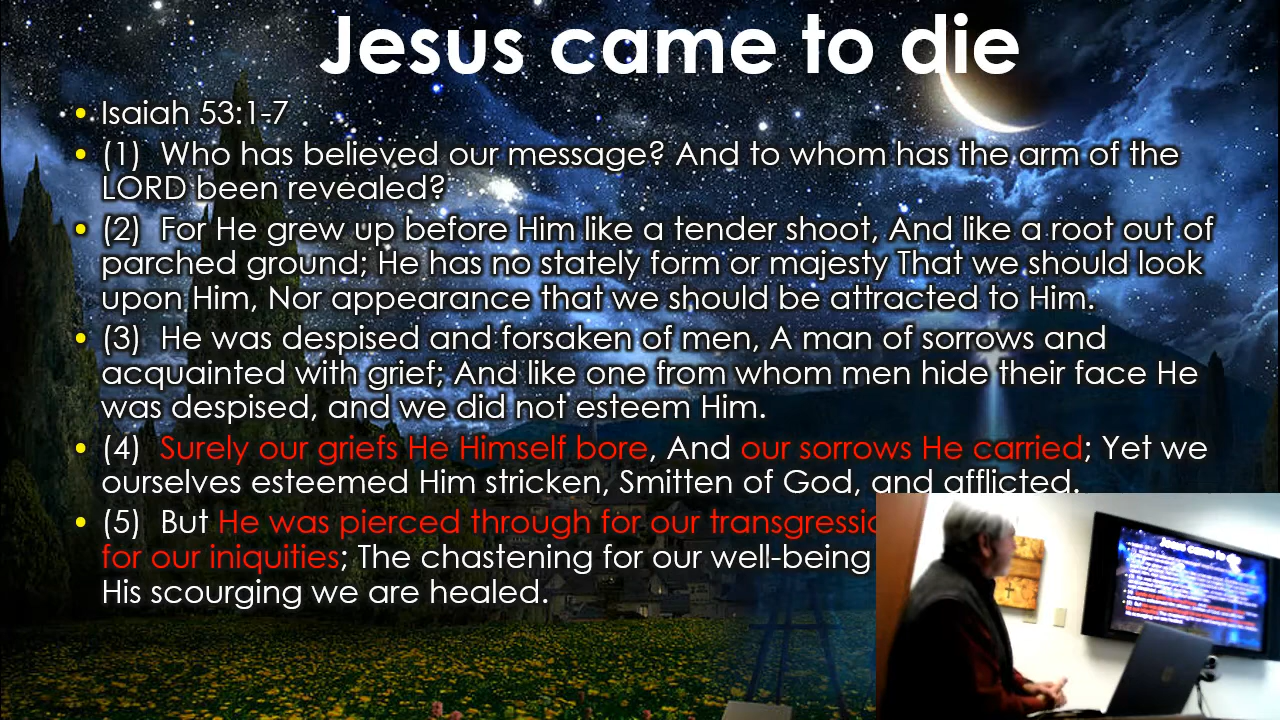 Jesus came to die
• Isaiah 53:1-7
• (1) Who has believed our message? And to whom has the arm of the
LORD been revealed?
• (2) For He grew up before Him like a tender shoot, And like a root out of
parched ground; He has no stately form or majesty That we should look
upon Him, Nor appearance that we should be attracted to Him.
• (3) He was despised and forsaken of men, A man of sorrows and
acquainted with grief; And like one from whom men hide their face He
was despised, and we did not esteem Him.
• (4) Surely our griefs He Himself bore, And our sorrows He carried; Yet we
ourselves esteemed Him stricken, Smitten of God, and afflicted.
• (5) But He was pierced through for our transgressio
for our iniquities; The chastening for our well-being
His scourging we are healed.
Jesus came to die